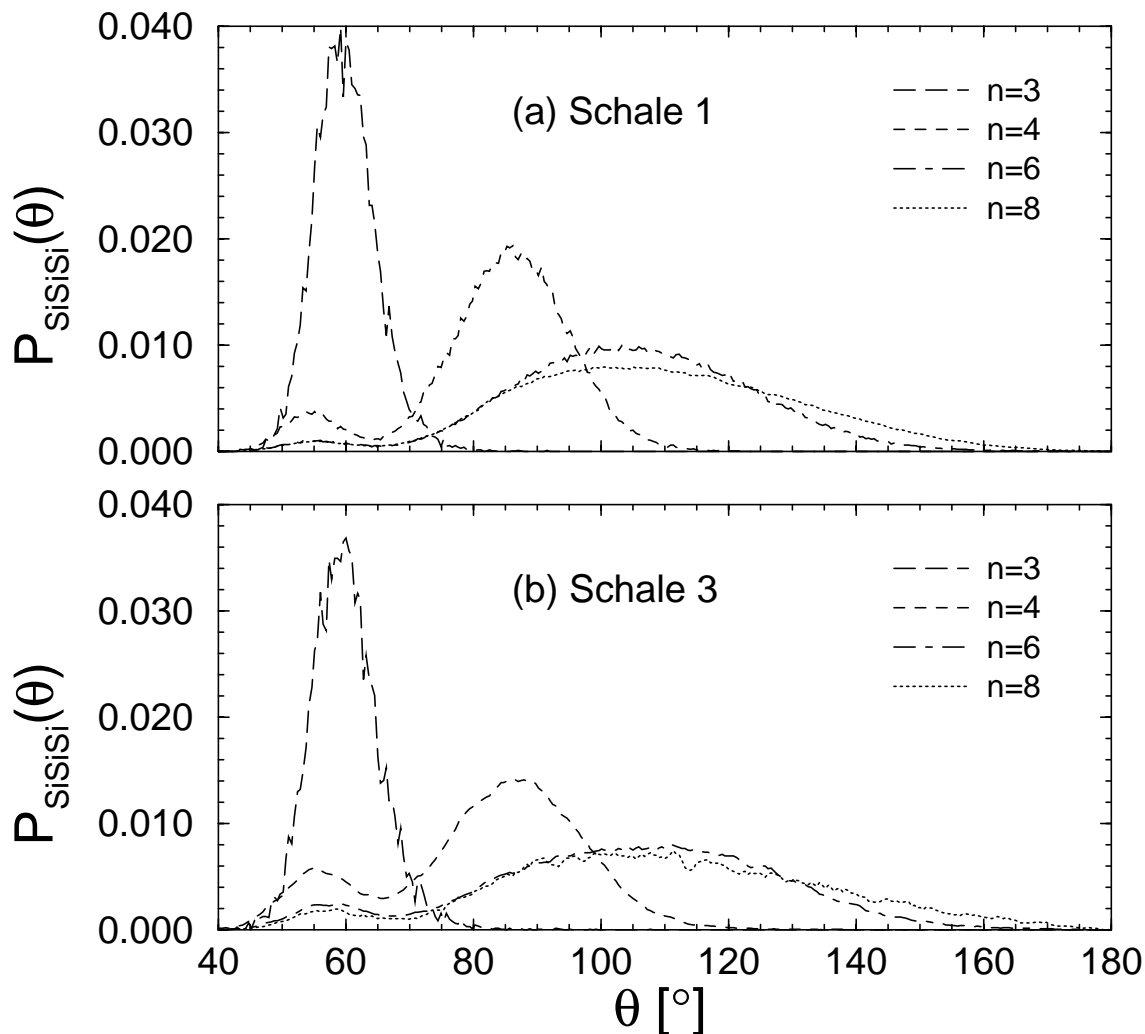 0.040
0.030
0.020
0.010
0.000
P_SiSiSi(θ)
(a) Schale 1
n=3
n=4
n=6
n=8
0.040
0.030
0.020
0.010
0.000
P_SiSiSi(θ)
(b) Schale 3
n=3
n=4
n=6
n=8
40 60 80 100 120 140 160 180
θ [°]